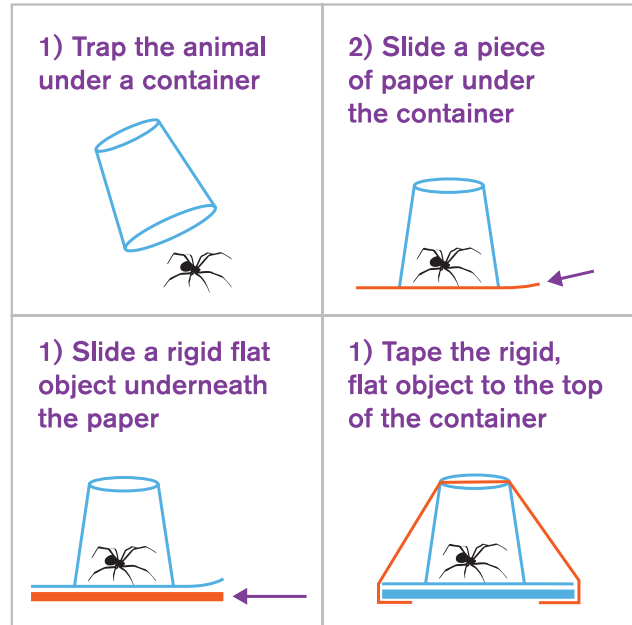 1) Trap the animal
under a container
2) Slide a piece
of paper under
the container
1) Slide a rigid flat
object underneath
the paper
1) Tape the rigid,
flat object to the top
of the container